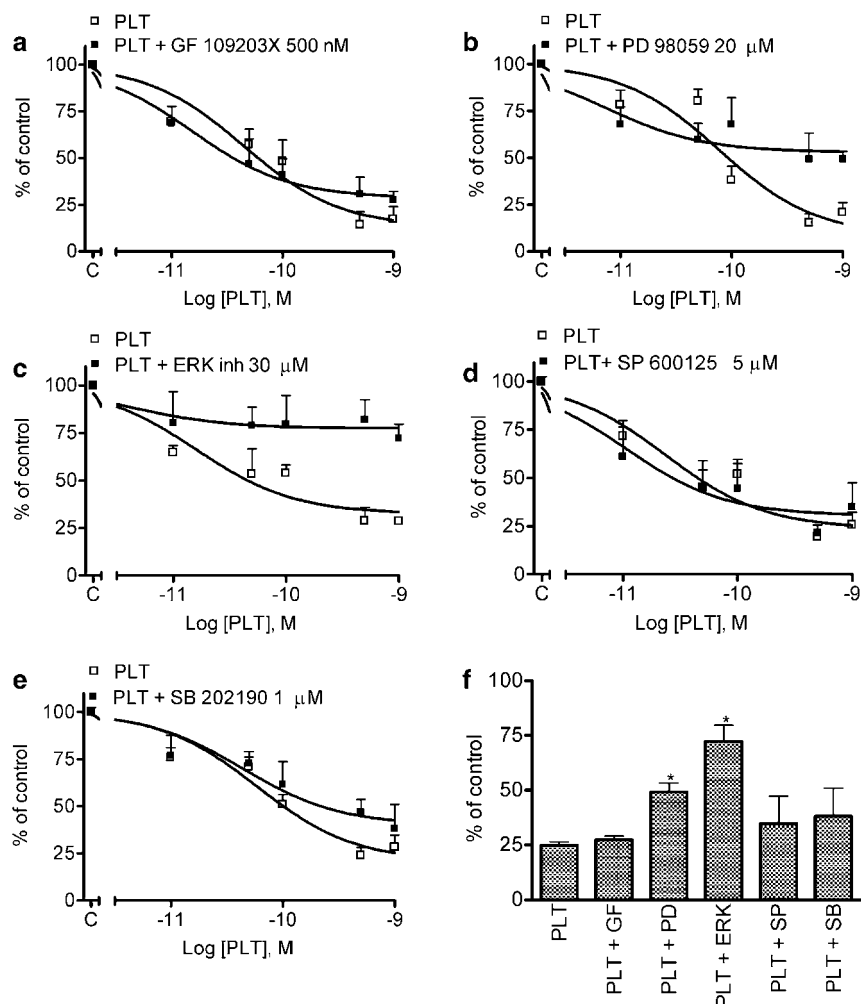 a
PLT
PLT + GF 109203X 500 nM
100
75
50
25
0
% of control
C
-11
-10
-9
Log [PLT], M
b
PLT
PLT + PD 98059 20 μM
100
75
50
25
0
% of control
C
-11
-10
-9
Log [PLT], M
c
PLT
PLT + ERK inh 30 μM
100
75
50
25
0
% of control
C
-11
-10
-9
Log [PLT], M
d
PLT
PLT+ SP 600125 5 μM
100
75
50
25
0
% of control
C
-11
-10
-9
Log [PLT], M
e
PLT
PLT + SB 202190 1 μM
100
75
50
25
0
% of control
C
-11
-10
-9
Log [PLT], M
f
100
75
50
25
0
% of control
*
*
PLT
PLT + GF
PLT + PD
PLT + ERK
PLT + SP
PLT + SB